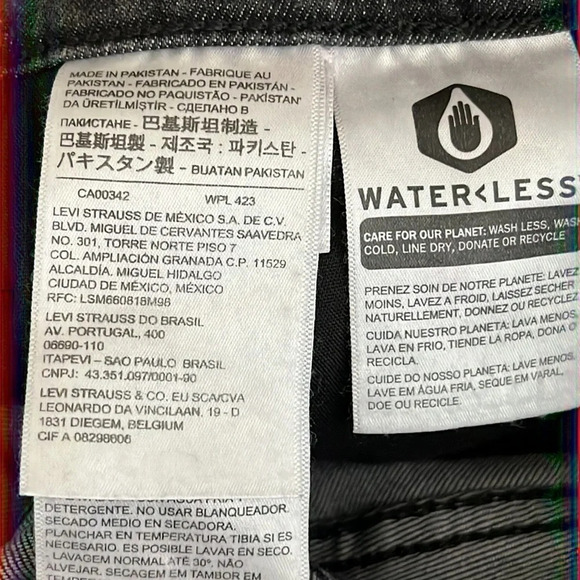 MADE IN PAKISTAN - FABRIQUE AU
PAKISTAN - FABRICADO EN PAKISTÁN -
FABRICADO NO PAQUISTÃO - PAKİSTAN'
DA ÜRETİLMİŞTİR - СДЕЛАНО В
ПАКИСТАНЕ - 巴基斯坦制造 -
巴基斯坦製 - 제조국 : 파키스탄 -
パキスタン製 - BUATAN PAKISTAN
CA00342 WPL 423
LEVI STRAUSS DE MÉXICO S.A. DE C.V.
BLVD. MIGUEL DE CERVANTES SAAVEDRA
NO. 301, TORRE NORTE PISO 7
COL. AMPLIACIÓN GRANADA C.P. 11529
ALCALDÍA. MIGUEL HIDALGO
CIUDAD DE MÉXICO, MÉXICO
RFC: LSM660818M98
LEVI STRAUSS DO BRASIL
AV. PORTUGAL, 400
06690-110
ITAPEVI – SAO PAULO BRASIL
CNPJ: 43.351.097/0001-90
LEVI STRAUSS & CO. EU SCA/CVA
LEONARDO DA VINCILAAN, 19 - D
1831 DIEGEM, BELGIUM
CIF A 08298606
DETERGENTE. NO USAR BLANQUEADOR.
SECADO MEDIO EN SECADORA.
PLANCHAR EN TEMPERATURA TIBIA SI ES
NECESARIO. ES POSIBLE LAVAR EN SECO.
- LAVAGEM NORMAL ATÉ 30º. NÃO
ALVEJAR. SECAGEM EM TAMBOR EM
WATER<LESS
CARE FOR OUR PLANET: WASH LESS, WASH
COLD, LINE DRY, DONATE OR RECYCLE
PRENEZ SOIN DE NOTRE PLANETE: LAVEZ
MOINS, LAVEZ A FROID, LAISSEZ SECHER
NATURELLEMENT, DONNEZ OU RECYCLEZ
CUIDA NUESTRO PLANETA: LAVA MENOS,
LAVA EN FRIO, TIENDE LA ROPA, DONA O
RECICLA.
CUIDE DO NOSSO PLANETA: LAVE MENOS,
LAVE EM ÁGUA FRIA, SEQUE EM VARAL,
DOE OU RECICLE.